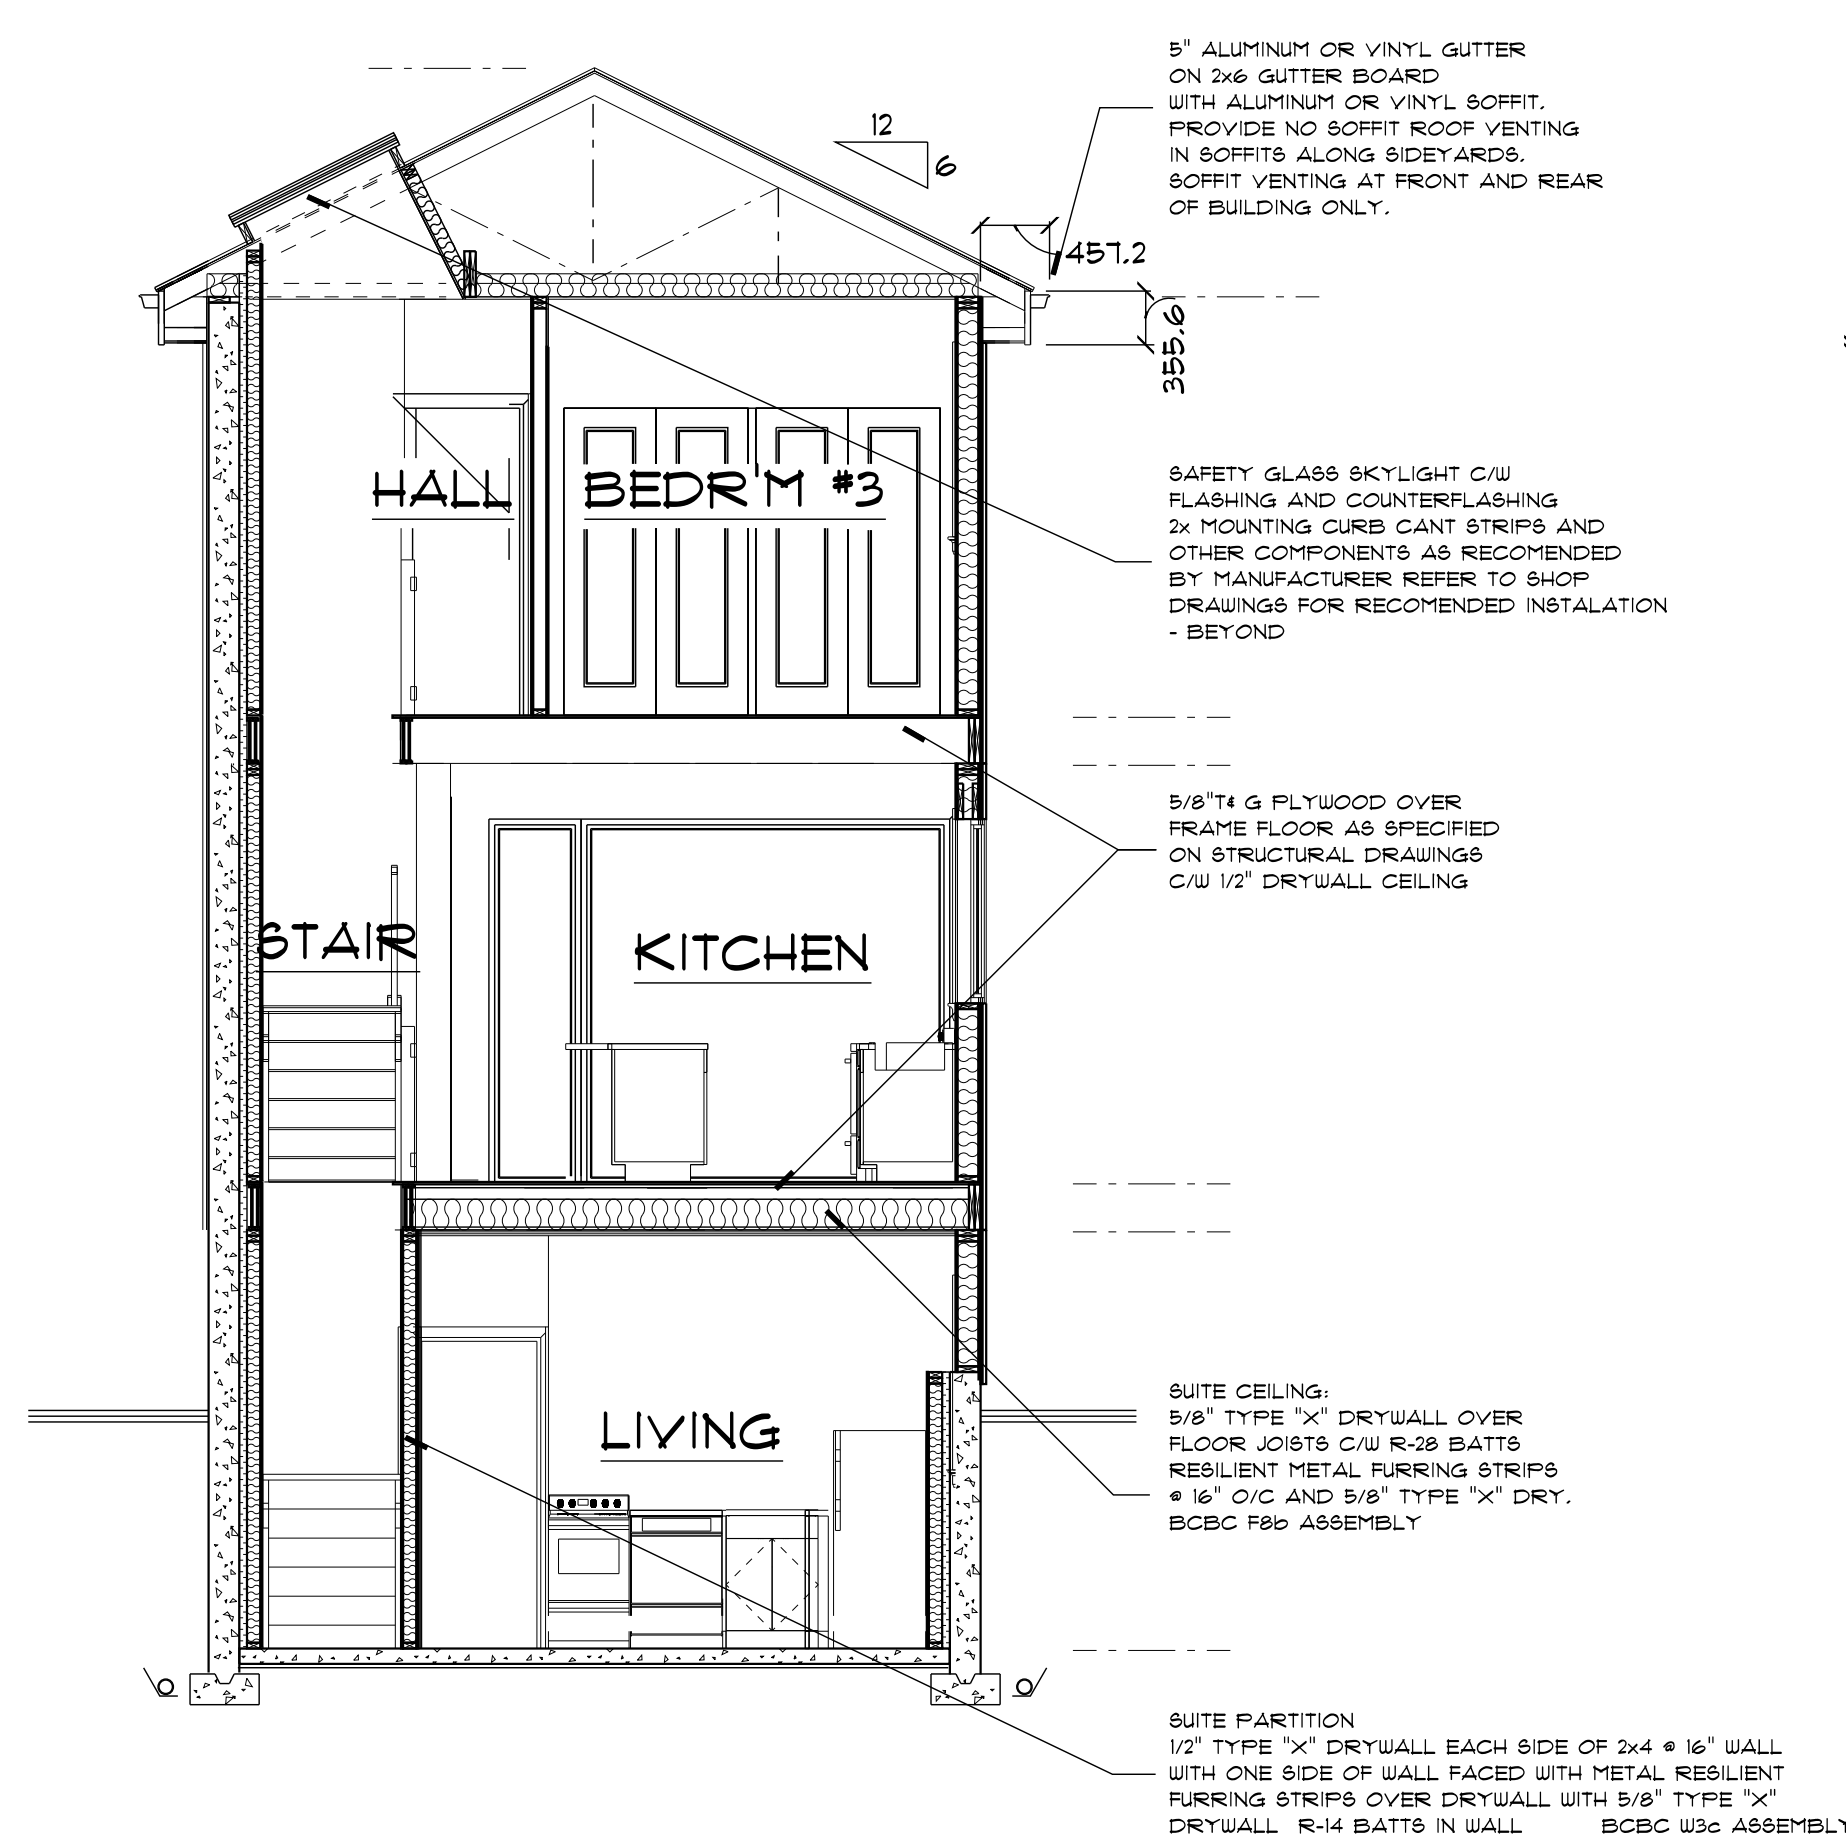 5" ALUMINUM OR VINYL GUTTER
ON 2x6 GUTTER BOARD
WITH ALUMINUM OR VINYL SOFFIT.
PROVIDE NO SOFFIT ROOF VENTING
IN SOFFITS ALONG SIDEYARDS.
SOFFIT VENTING AT FRONT AND REAR
OF BUILDING ONLY.
12
6
457.2
355.6
HALL
BEDR'M #3
SAFETY GLASS SKYLIGHT C/W
FLASHING AND COUNTERFLASHING
2x MOUNTING CURB CANT STRIPS AND
OTHER COMPONENTS AS RECOMENDED
BY MANUFACTURER REFER TO SHOP
DRAWINGS FOR RECOMENDED INSTALATION
- BEYOND
5/8"T& G PLYWOOD OVER
FRAME FLOOR AS SPECIFIED
ON STRUCTURAL DRAWINGS
C/W 1/2" DRYWALL CEILING
STAIR
KITCHEN
SUITE CEILING:
5/8" TYPE "X" DRYWALL OVER
FLOOR JOISTS C/W R-28 BATTS
RESILIENT METAL FURRING STRIPS
@ 16" O/C AND 5/8" TYPE "X" DRY.
BCBC F8b ASSEMBLY
LIVING
SUITE PARTITION
1/2" TYPE "X" DRYWALL EACH SIDE OF 2x4 @ 16" WALL
WITH ONE SIDE OF WALL FACED WITH METAL RESILIENT
FURRING STRIPS OVER DRYWALL WITH 5/8" TYPE "X"
DRYWALL R-14 BATTS IN WALL BCBC W3c ASSEMBLY